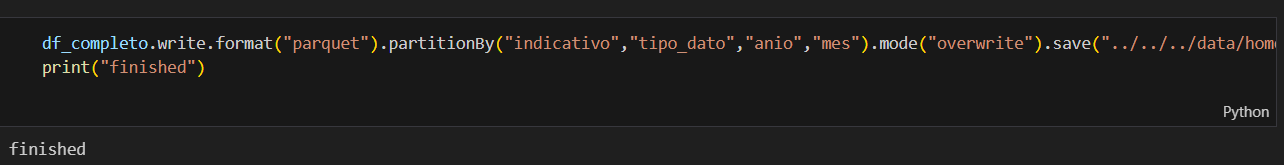 df_completo.write.format("parquet").partitionBy("indicativo","tipo_dato","anio","mes").mode("overwrite").save("../../../data/hom
print("finished")
Python
finished